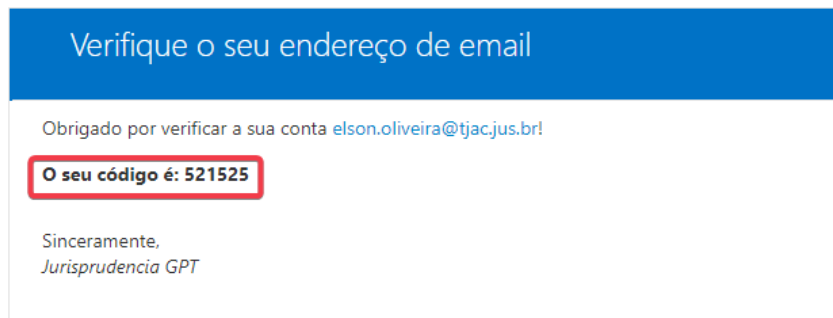 Verifique o seu endereço de email
Obrigado por verificar a sua conta elson.oliveira@tjac.jus.br!
O seu código é: 521525
Sinceramente,
Jurisprudencia GPT